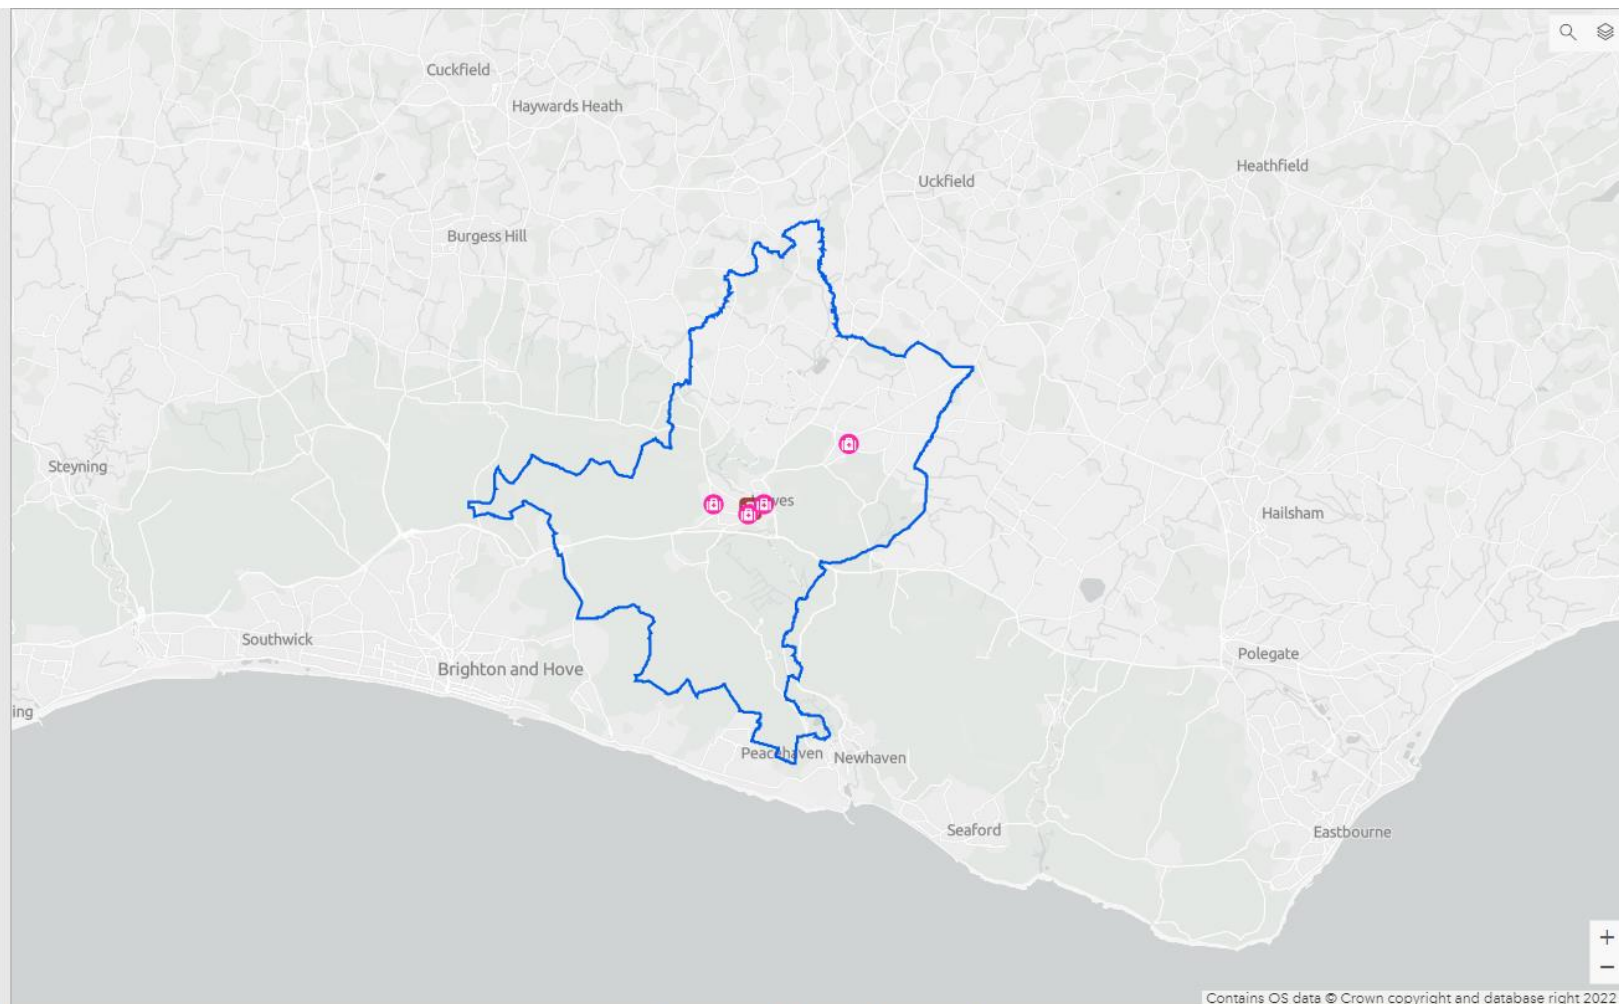 Cuckfield
Haywards Heath
Heathfield
Uckfield
Burgess Hill
Steyning
ves
Hailsham
Southwick
Polegate
Brighton and Hove
ing
Peacehaven
Newhaven
Seaford
Eastbourne
+
−
Contains OS data © Crown copyright and database right 2022